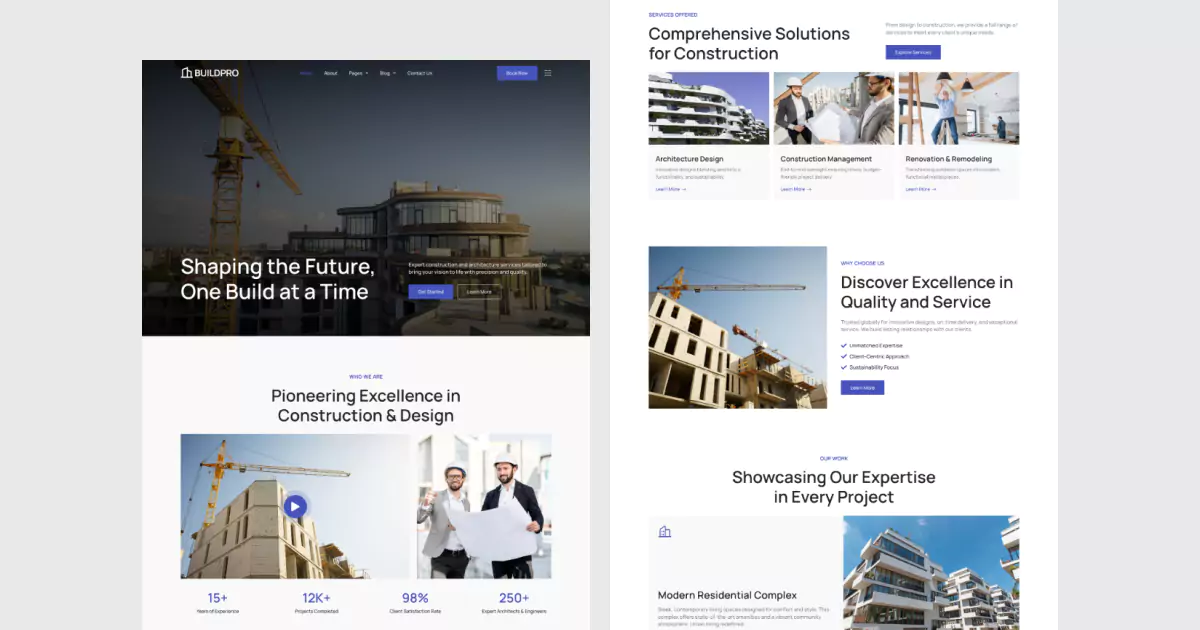 BUILDPRO
Home
About
Pages
Blog
Contact Us
Book Now
Shaping the Future,
One Build at a Time
Expert construction and architecture services tailored to
bring your vision to life with precision and quality.
Get Started
Learn More
WHO WE ARE
Pioneering Excellence in
Construction & Design
15+
Years of Experience
12K+
Projects Completed
98%
Client Satisfaction Rate
250+
Expert Architects & Engineers
SERVICES OFFERED
Comprehensive Solutions
for Construction
From design to construction, we provide a full range of
services to meet every client's unique needs.
Explore Services
Architecture Design
Innovative designs blending aesthetics,
functionality, and sustainability.
Learn More →
Construction Management
End-to-end oversight ensuring timely, budget-
friendly project delivery.
Learn More →
Renovation & Remodeling
Transforming outdated spaces into modern,
functional masterpieces.
Learn More →
WHY CHOOSE US
Discover Excellence in
Quality and Service
Trusted globally for innovative designs, on-time delivery, and exceptional
service. We build lasting relationships with our clients.
Unmatched Expertise
Client-Centric Approach
Sustainability Focus
Learn More
OUR WORK
Showcasing Our Expertise
in Every Project
Modern Residential Complex
Sleek, contemporary living spaces designed for comfort and style. This
complex offers state-of-the-art amenities and a vibrant community
atmosphere, urban living redefined.